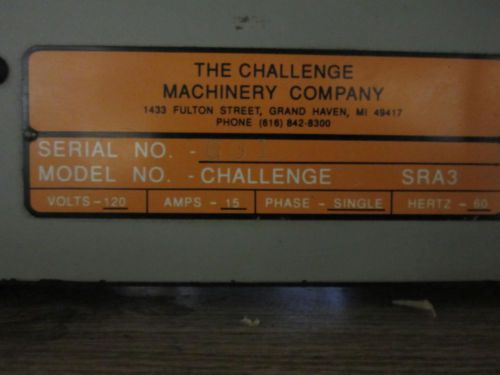 THE CHALLENGE
MACHINERY COMPANY
1433 FULTON STREET, GRAND HAVEN, MI 49417
PHONE (616) 842-8300
SERIAL NO. -
MODEL NO. - CHALLENGE SRA3
VOLTS - 120 AMPS - 15 PHASE - SINGLE HERTZ - 60